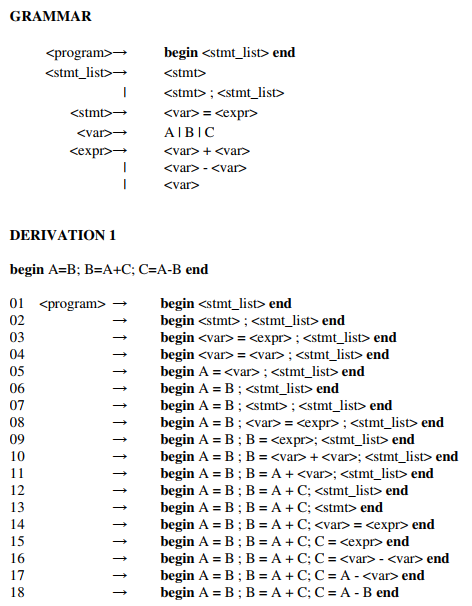 GRAMMAR
<program>→ begin <stmt_list> end
<stmt_list>→ <stmt>
| <stmt> ; <stmt_list>
<stmt>→ <var> = <expr>
<var>→ A | B | C
<expr>→ <var> + <var>
| <var> - <var>
| <var>
DERIVATION 1
begin A=B; B=A+C; C=A-B end
01 <program> → begin <stmt_list> end
02 → begin <stmt> ; <stmt_list> end
03 → begin <var> = <expr> ; <stmt_list> end
04 → begin <var> = <var> ; <stmt_list> end
05 → begin A = <var> ; <stmt_list> end
06 → begin A = B ; <stmt_list> end
07 → begin A = B ; <stmt> ; <stmt_list> end
08 → begin A = B ; <var> = <expr> ; <stmt_list> end
09 → begin A = B ; B = <expr>; <stmt_list> end
10 → begin A = B ; B = <var> + <var>; <stmt_list> end
11 → begin A = B ; B = A + <var>; <stmt_list> end
12 → begin A = B ; B = A + C; <stmt_list> end
13 → begin A = B ; B = A + C; <stmt> end
14 → begin A = B ; B = A + C; <var> = <expr> end
15 → begin A = B ; B = A + C; C = <expr> end
16 → begin A = B ; B = A + C; C = <var> - <var> end
17 → begin A = B ; B = A + C; C = A - <var> end
18 → begin A = B ; B = A + C; C = A - B end